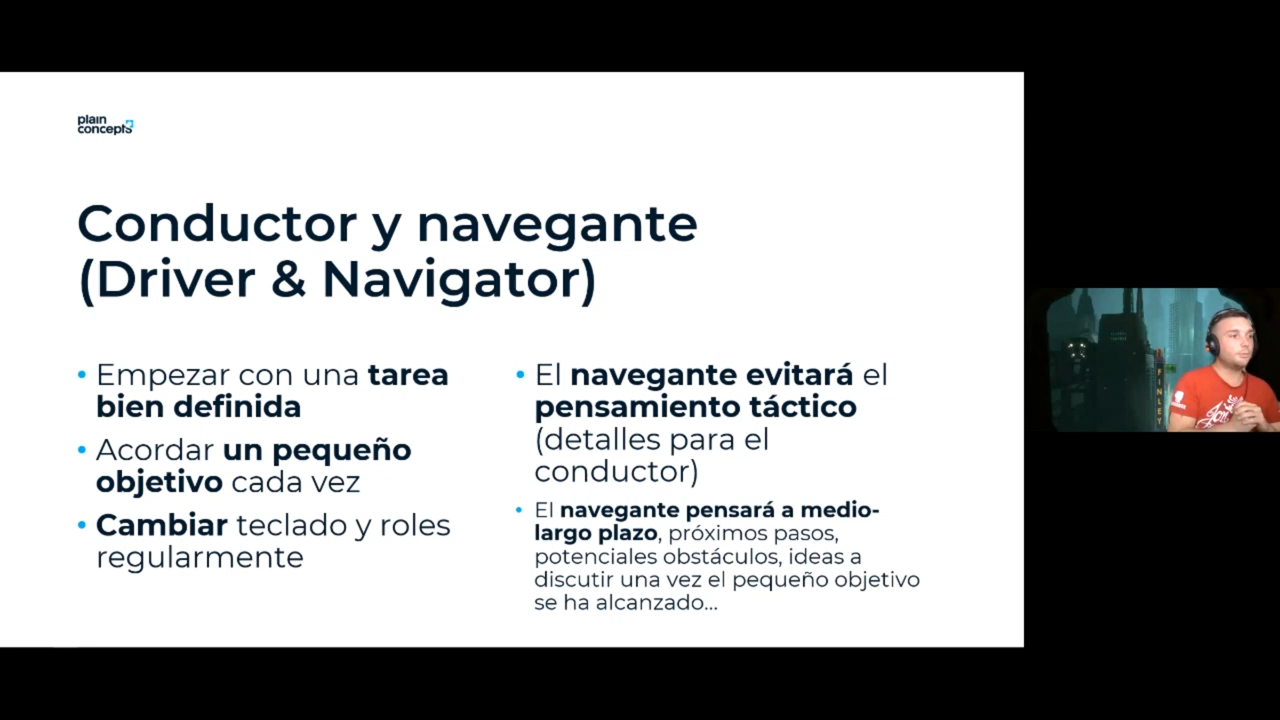 plain
concepts
Conductor y navegante
(Driver & Navigator)
• Empezar con una tarea
bien definida
• Acordar un pequeño
objetivo cada vez
• Cambiar teclado y roles
regularmente
• El navegante evitará el
pensamiento táctico
(detalles para el
conductor)
• El navegante pensará a medio-
largo plazo, próximos pasos,
potenciales obstáculos, ideas a
discutir una vez el pequeño objetivo
se ha alcanzado...
FINLEY